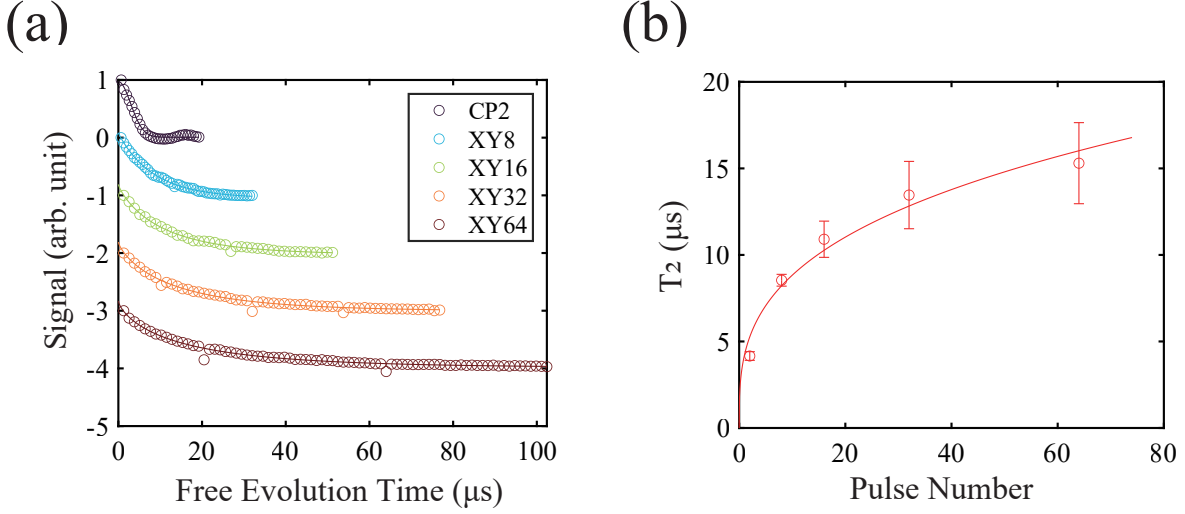 (a)
Signal (arb. unit)
1
0
-1
-2
-3
-4
-5
0 20 40 60 80 100
Free Evolution Time (μs)
CP2
XY8
XY16
XY32
XY64
(b)
T2 (μs)
20
15
10
5
0
0 20 40 60 80
Pulse Number